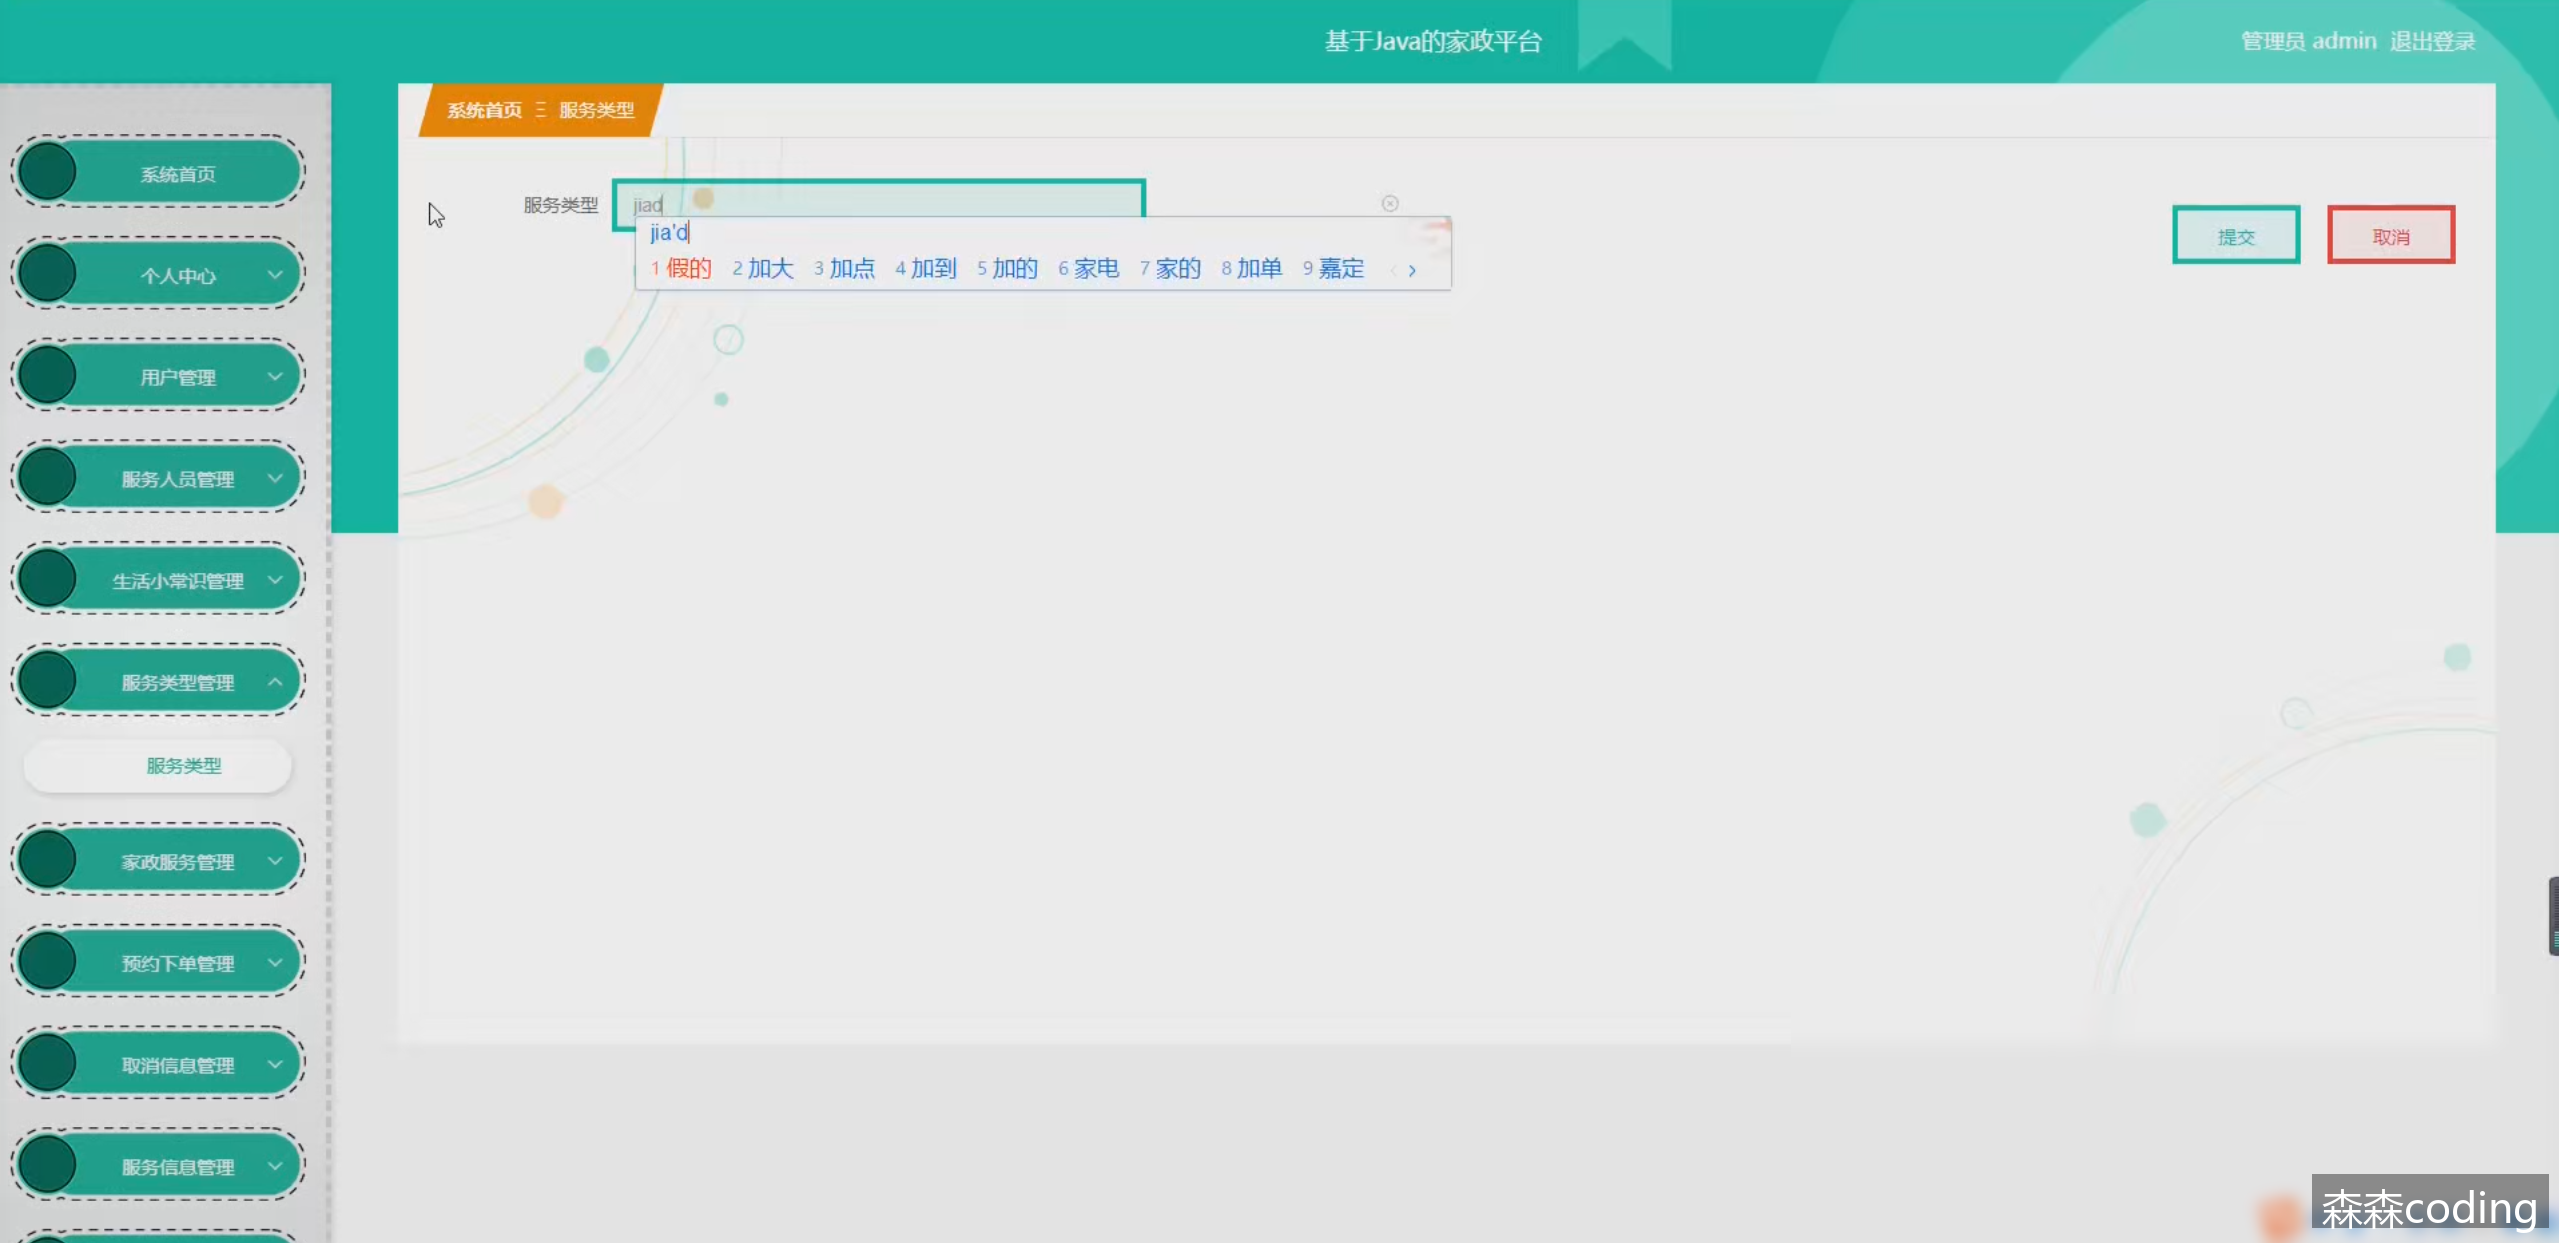 基于Java的家政平台
管理员 admin 退出登录
系统首页 Ξ 服务类型
系统首页
个人中心
用户管理
服务人员管理
生活小常识管理
服务类型管理
服务类型
家政服务管理
预约下单管理
取消信息管理
服务信息管理
服务类型 jiad
jia'd
1 假的 2 加大 3 加点 4 加到 5 加的 6 家电 7 家的 8 加单 9 嘉定
提交 取消
森森coding